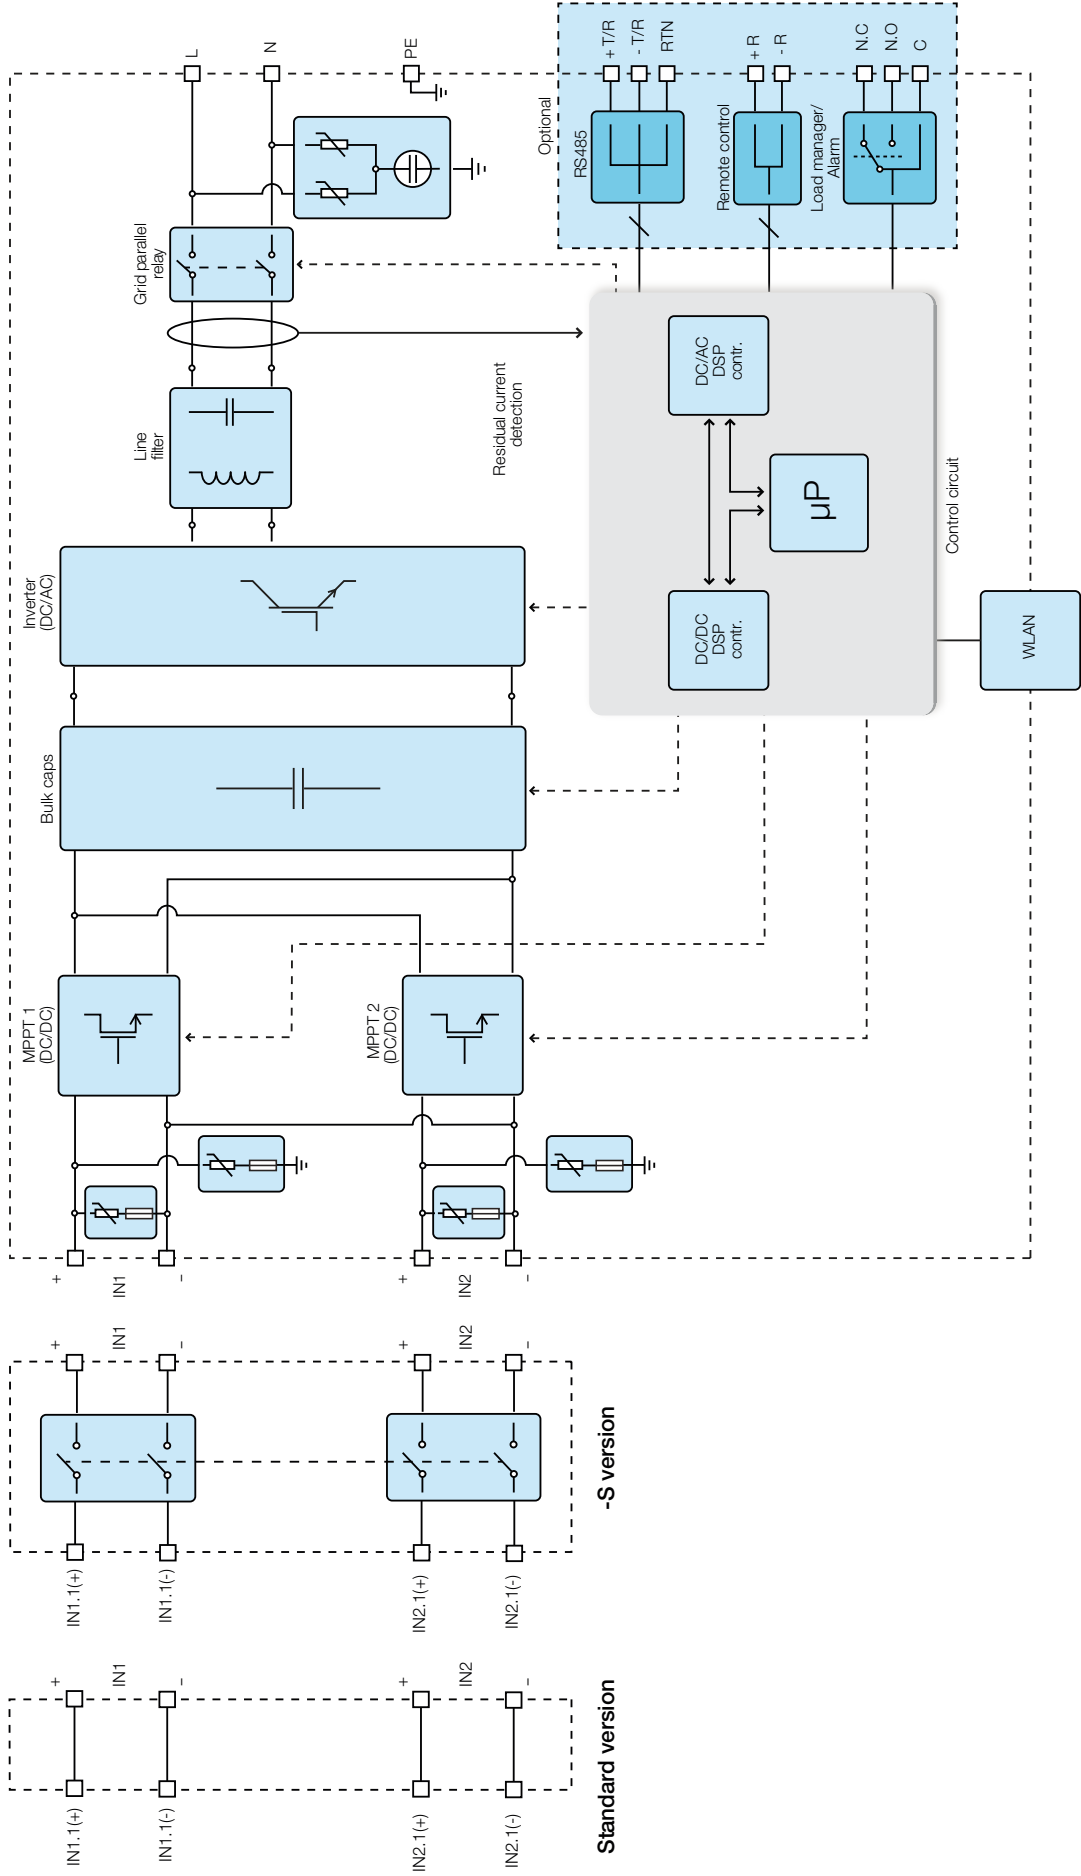 Standard version
IN1.1(+)
IN1.1(-)
IN2.1(+)
IN2.1(-)
+
IN1
–
+
IN2
–
-S version
IN1.1(+)
IN1.1(-)
IN2.1(+)
IN2.1(-)
+
IN1
–
+
IN2
–
+
IN1
–
+
IN2
–
MPPT 1
(DC/DC)
MPPT 2
(DC/DC)
Bulk caps
Inverter
(DC/AC)
Line
filter
Grid parallel
relay
L
N
PE
Residual current
detection
DC/DC
DSP
contr.
µP
DC/AC
DSP
contr.
Control circuit
WLAN
Optional
RS485
+ T/R
- T/R
RTN
Remote control
+ R
- R
Load manager/
Alarm
N.C
N.O
C